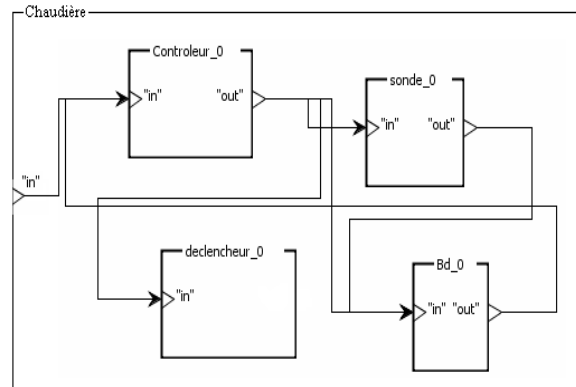 Chaudière
Controleur_0
"in" "out"
sonde_0
"in" "out"
"in"
declencheur_0
"in"
Bd_0
"in" "out"